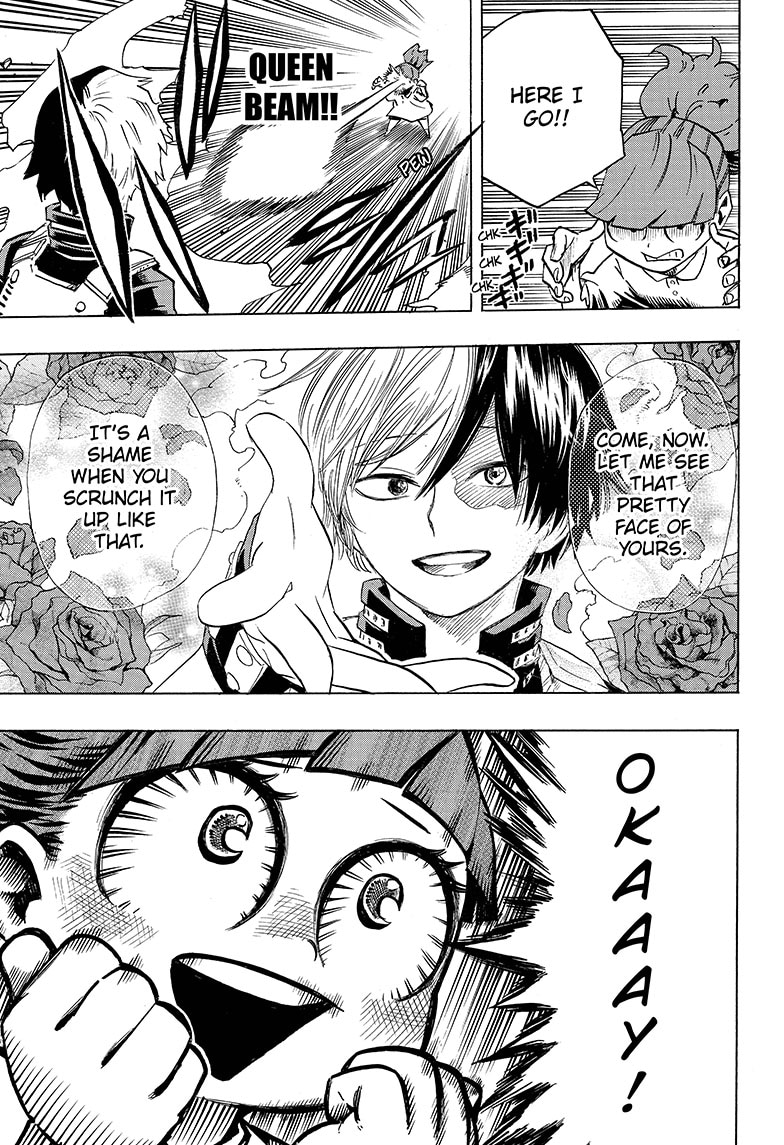 HERE I
GO!!
ギギギ
CHK
CHK
CHK
QUEEN
BEAM!!
PEW
COME, NOW.
LET ME SEE
THAT
PRETTY
FACE OF
YOURS.
IT'S A
SHAME
WHEN YOU
SCRUNCH IT
UP LIKE
THAT.
OKAAAY!